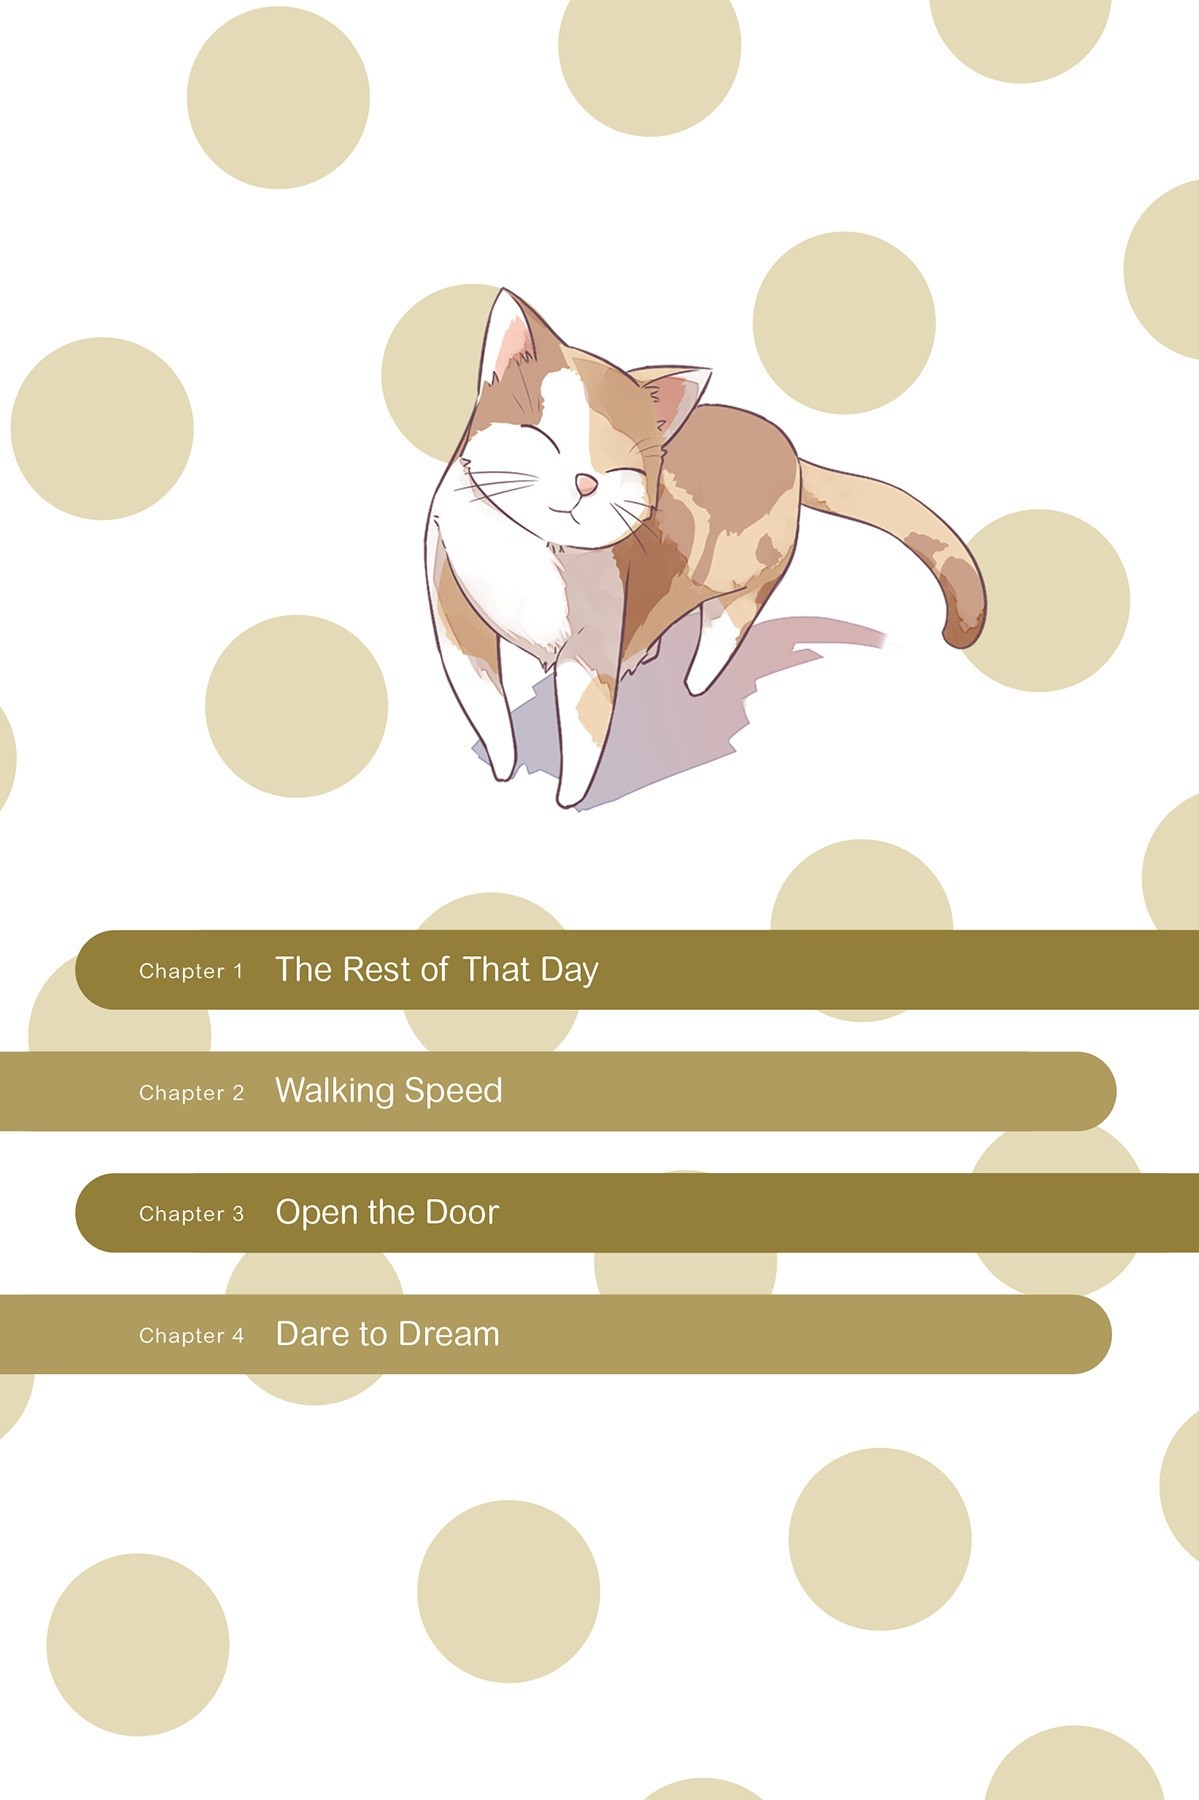 Chapter 1 The Rest of That Day
Chapter 2 Walking Speed
Chapter 3 Open the Door
Chapter 4 Dare to Dream